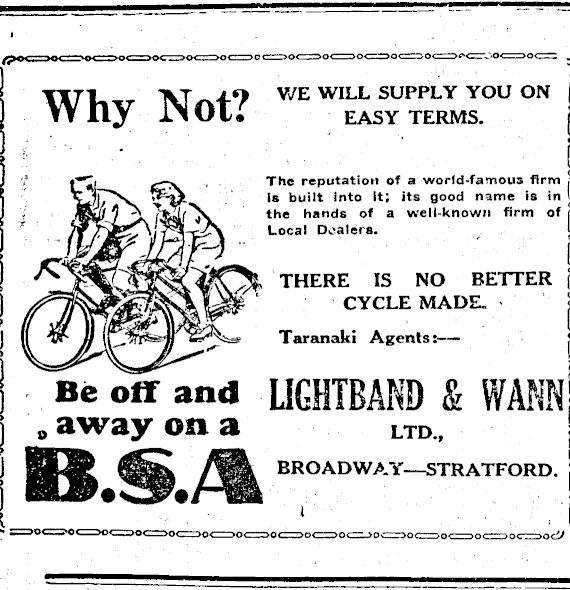 Why Not?
WE WILL SUPPLY YOU ON
EASY TERMS.
The reputation of a world-famous firm
is built into it; its good name is in
the hands of a well-known firm of
Local Dealers.
THERE IS NO BETTER
CYCLE MADE.
Taranaki Agents:—
Be off and
away on a
B.S.A
LIGHTBAND & WANN
LTD.,
BROADWAY—STRATFORD.